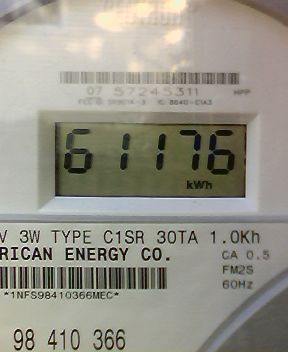 07 57245311
HPP
61176
kWh
V 3W TYPE C1SR 30TA 1.0Kh
RICAN ENERGY CO.
CA 0.5
FM2S
60Hz
*1NFS98410366MEC*
98 410 366